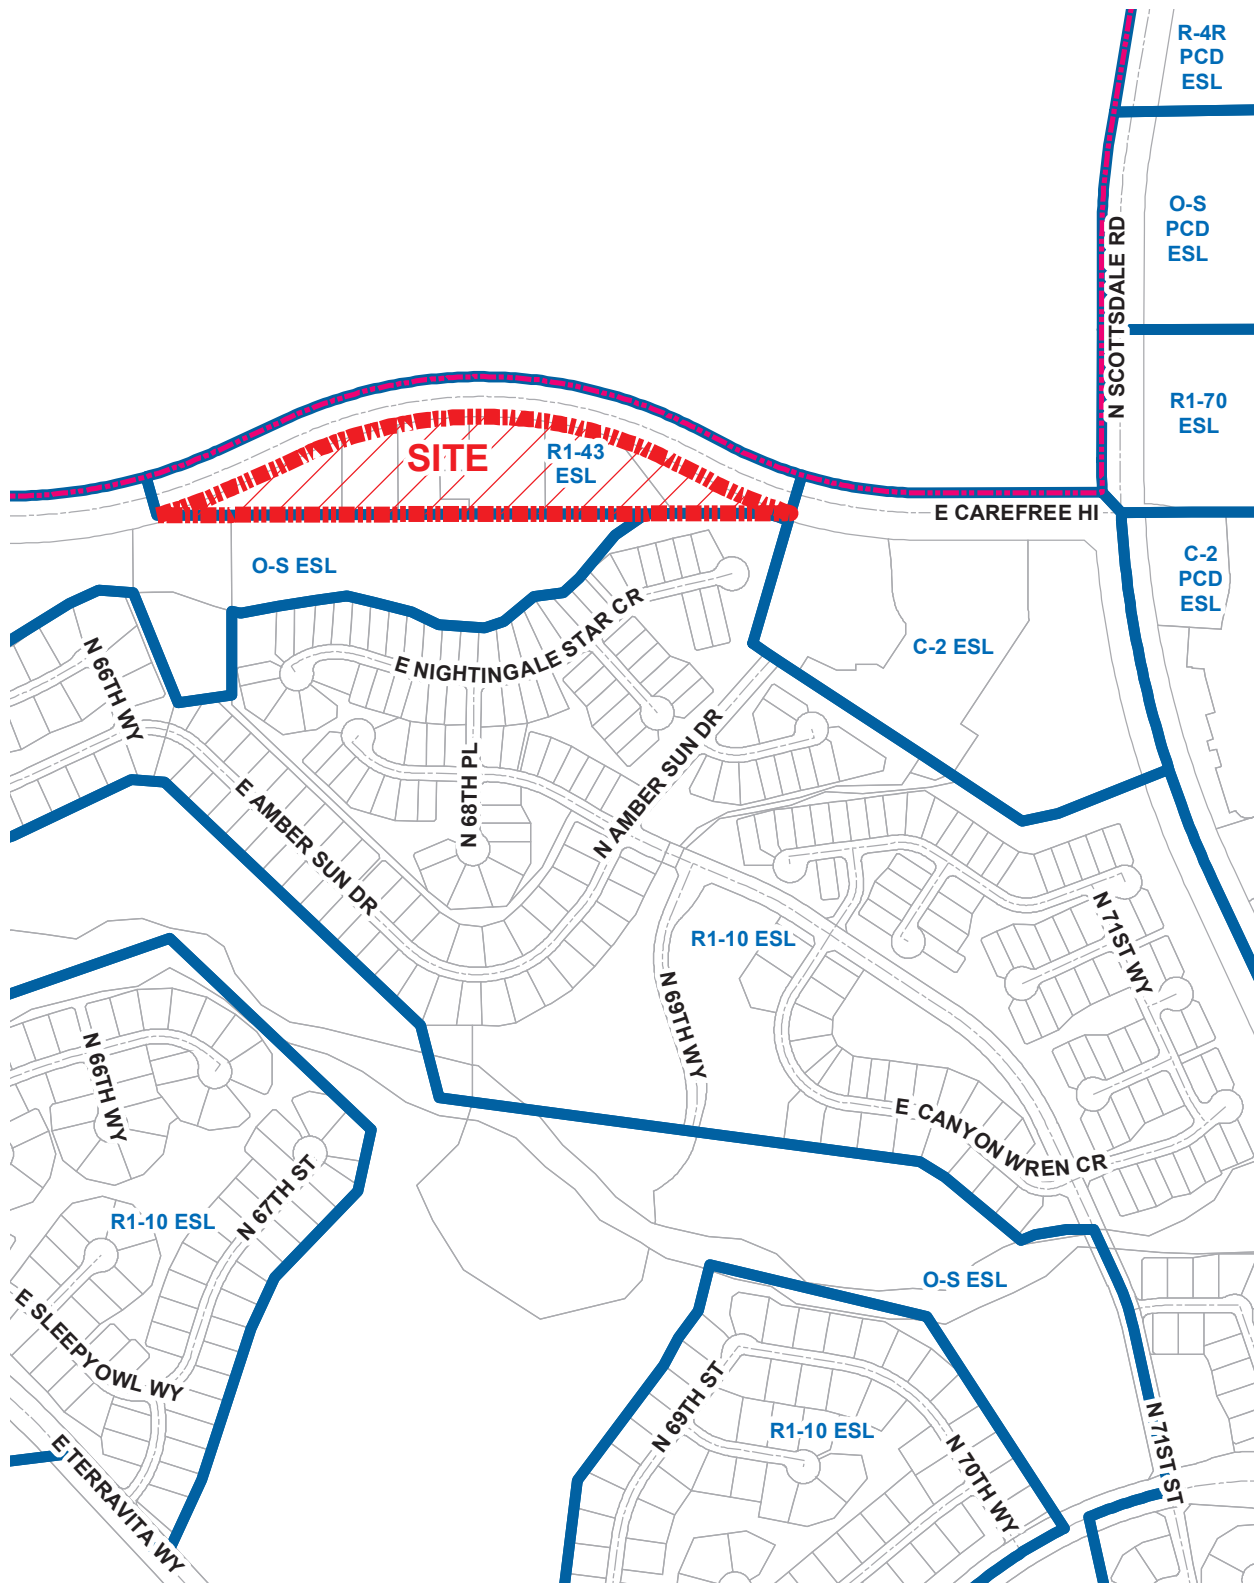 R-4R
PCD
ESL
O-S
PCD
ESL
N SCOTTSDALE RD
R1-70
ESL
SITE
R1-43
ESL
E CAREFREE HI
O-S ESL
C-2
PCD
ESL
C-2 ESL
E NIGHTINGALE STAR CR
N 66TH WY
N 68TH PL
N AMBER SUN DR
E AMBER SUN DR
R1-10 ESL
N 71ST WY
N 69TH WY
N 66TH WY
E CANYON WREN CR
N 67TH ST
R1-10 ESL
O-S ESL
E SLEEPYOWL WY
N 69TH ST
R1-10 ESL
N 70TH WY
N 71ST ST
E TERRAVITA WY